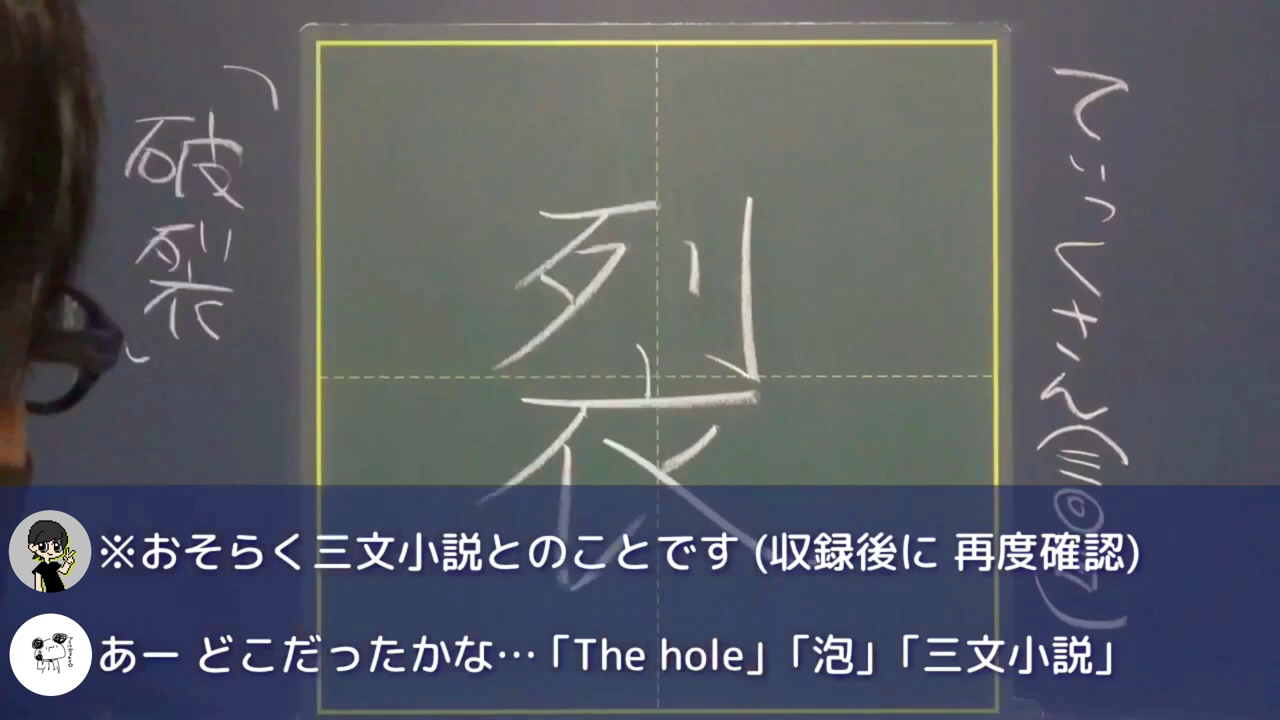 裂
「破裂」
※おそらく三文小説とのことです (収録後に 再度確認)
あー どこだったかな…「The hole」「泡」「三文小説」